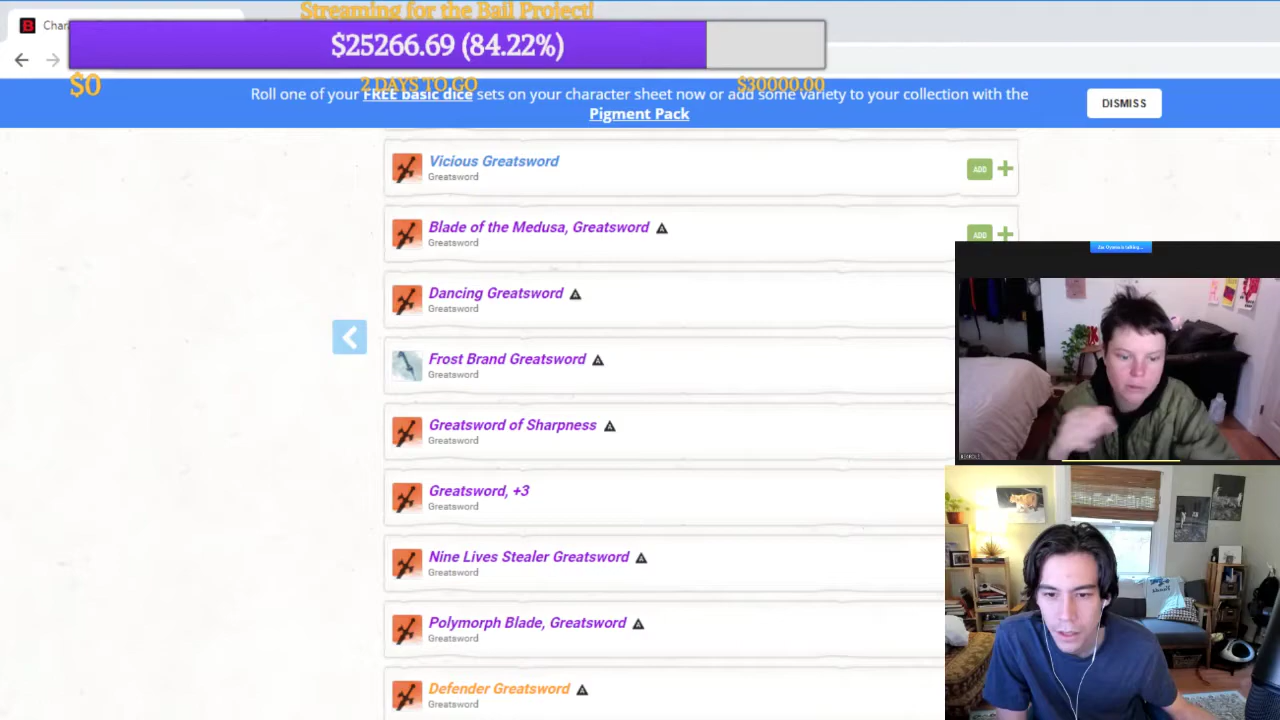 Streaming for the Bail Project!
Chara
$25266.69 (84.22%)
$0
2 DAYS TO GO
$30000.00
Roll one of your FREE basic dice sets on your character sheet now or add some variety to your collection with the
Pigment Pack
DISMISS
Vicious Greatsword
Greatsword
ADD
Blade of the Medusa, Greatsword
Greatsword
ADD
Dancing Greatsword
Greatsword
Frost Brand Greatsword
Greatsword
Greatsword of Sharpness
Greatsword
Greatsword, +3
Greatsword
Nine Lives Stealer Greatsword
Greatsword
Polymorph Blade, Greatsword
Greatsword
Defender Greatsword
Greatsword